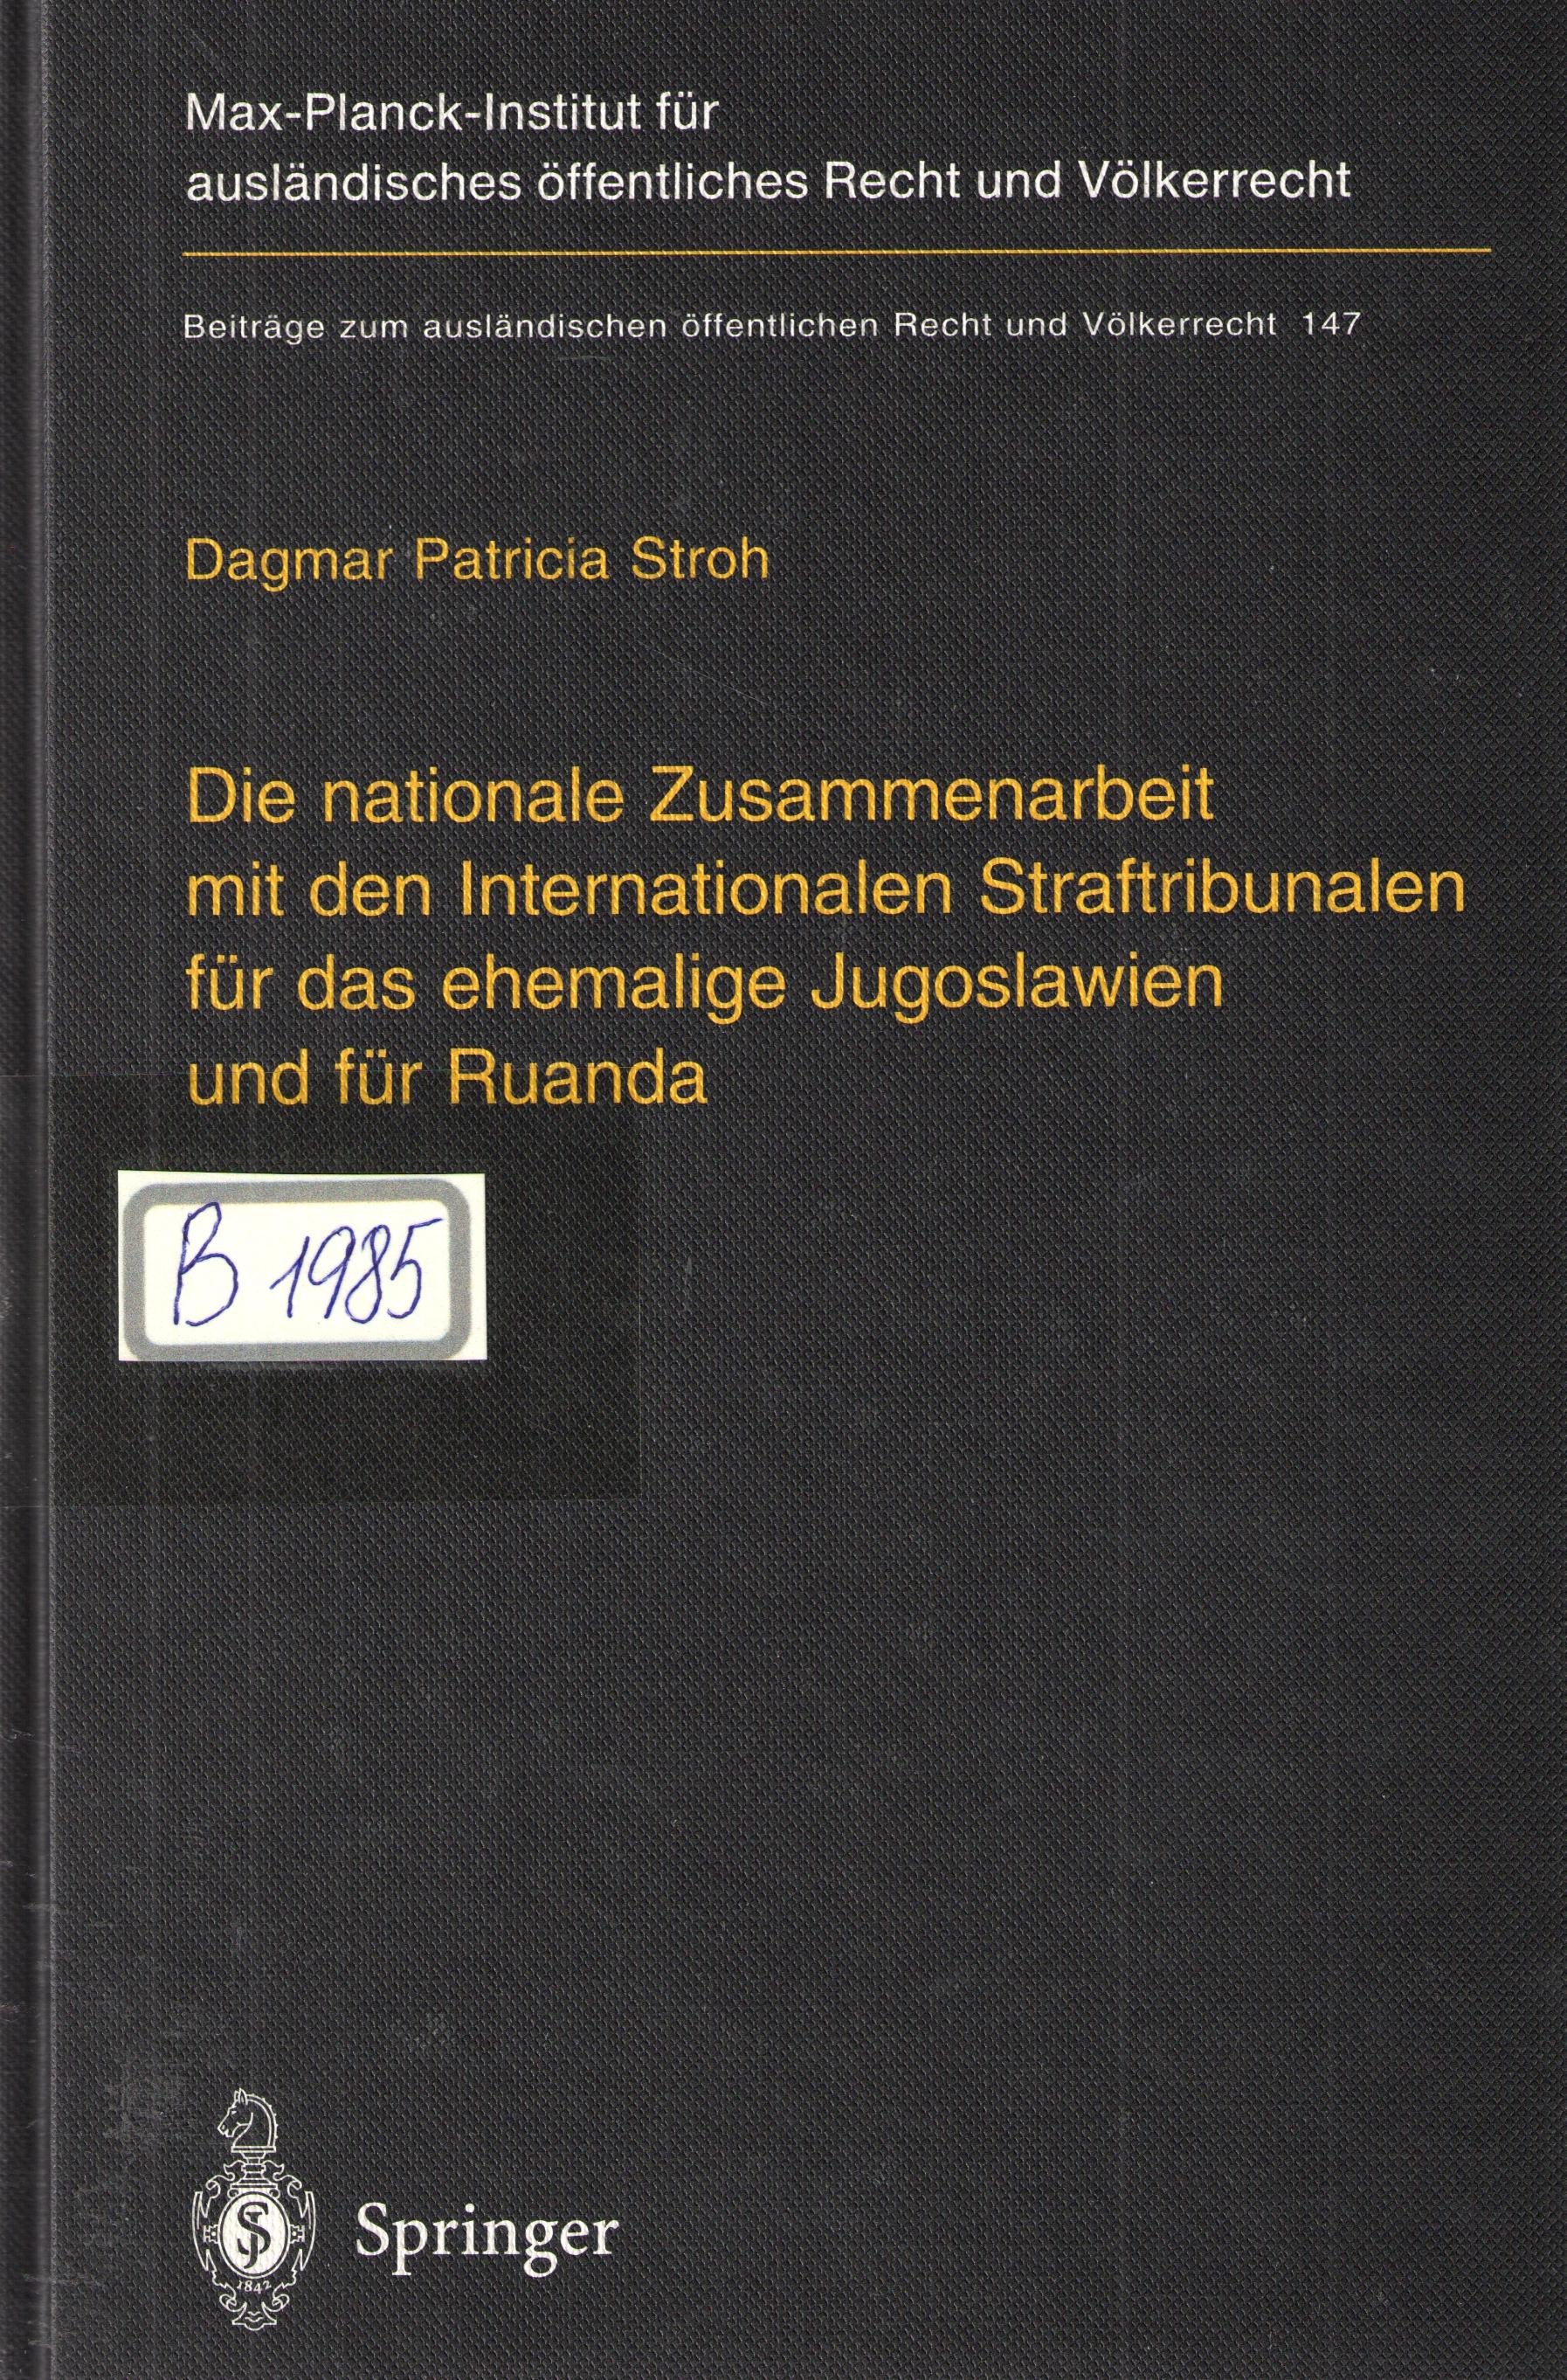 Max-Planck-Institut für
ausländisches öffentliches Recht und Völkerrecht
Beiträge zum ausländischen öffentlichen Recht und Völkerrecht 147
Dagmar Patricia Stroh
Die nationale Zusammenarbeit
mit den Internationalen Straftribunalen
für das ehemalige Jugoslawien
und für Ruanda
B 1985
S
1842
Springer